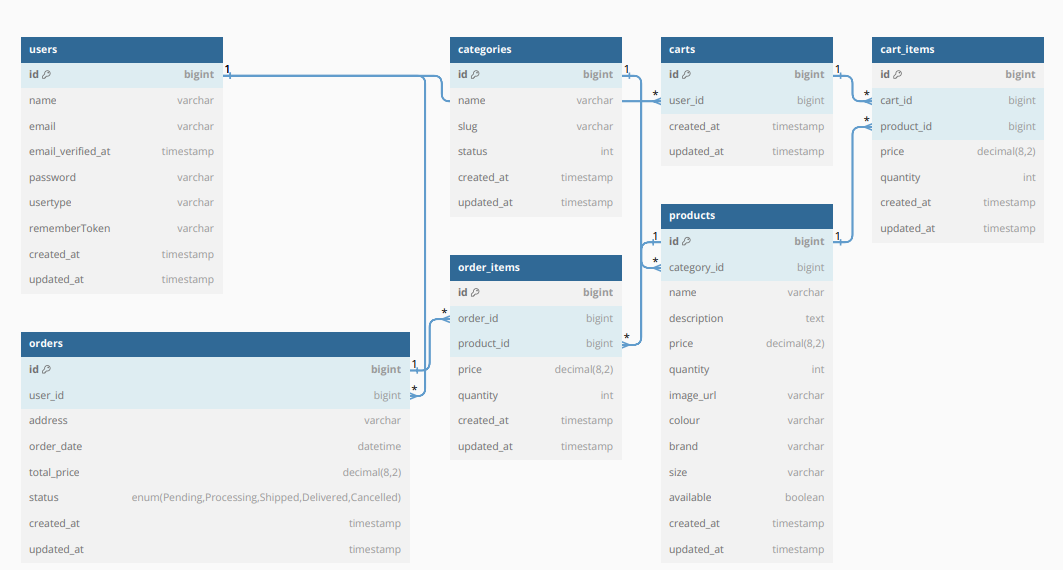 users
id bigint
name varchar
email varchar
email_verified_at timestamp
password varchar
usertype varchar
rememberToken varchar
created_at timestamp
updated_at timestamp
1
orders
id bigint
user_id bigint
address varchar
order_date datetime
total_price decimal(8,2)
status enum(Pending,Processing,Shipped,Delivered,Cancelled)
created_at timestamp
updated_at timestamp
1
*
categories
id bigint
name varchar
slug varchar
status int
created_at timestamp
updated_at timestamp
1
order_items
id bigint
order_id bigint
product_id bigint
price decimal(8,2)
quantity int
created_at timestamp
updated_at timestamp
*
*
carts
id bigint
user_id bigint
created_at timestamp
updated_at timestamp
1
*
products
id bigint
category_id bigint
name varchar
description text
price decimal(8,2)
quantity int
image_url varchar
colour varchar
brand varchar
size varchar
available boolean
created_at timestamp
updated_at timestamp
1
1
*
cart_items
id bigint
cart_id bigint
product_id bigint
price decimal(8,2)
quantity int
created_at timestamp
updated_at timestamp
*
*